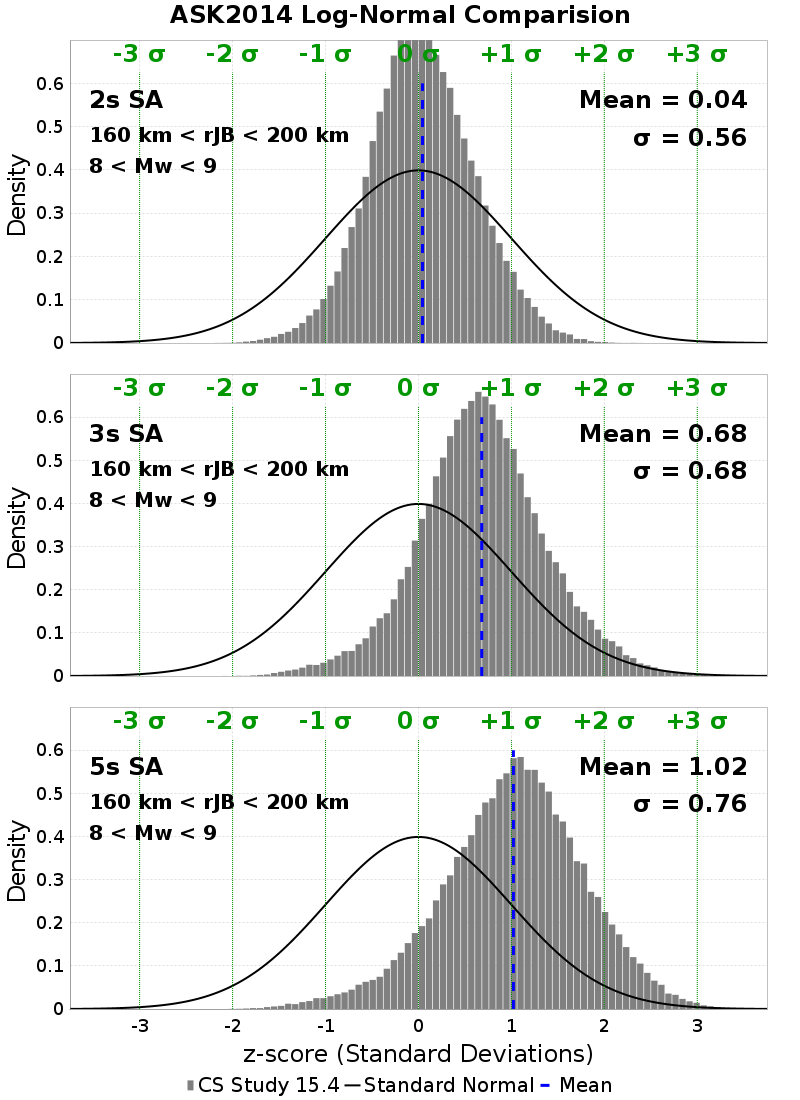 ASK2014 Log-Normal Comparision
-3 σ -2 σ -1 σ 0 σ +1 σ +2 σ +3 σ
2s SA
Mean = 0.04
160 km < rJB < 200 km
σ = 0.56
8 < Mw < 9
Density
0.6
0.5
0.4
0.3
0.2
0.1
0
-3 σ -2 σ -1 σ 0 σ +1 σ +2 σ +3 σ
3s SA
Mean = 0.68
160 km < rJB < 200 km
σ = 0.68
8 < Mw < 9
Density
0.6
0.5
0.4
0.3
0.2
0.1
0
-3 σ -2 σ -1 σ 0 σ +1 σ +2 σ +3 σ
5s SA
Mean = 1.02
160 km < rJB < 200 km
σ = 0.76
8 < Mw < 9
Density
0.6
0.5
0.4
0.3
0.2
0.1
0
-3 -2 -1 0 1 2 3
z-score (Standard Deviations)
CS Study 15.4 Standard Normal Mean